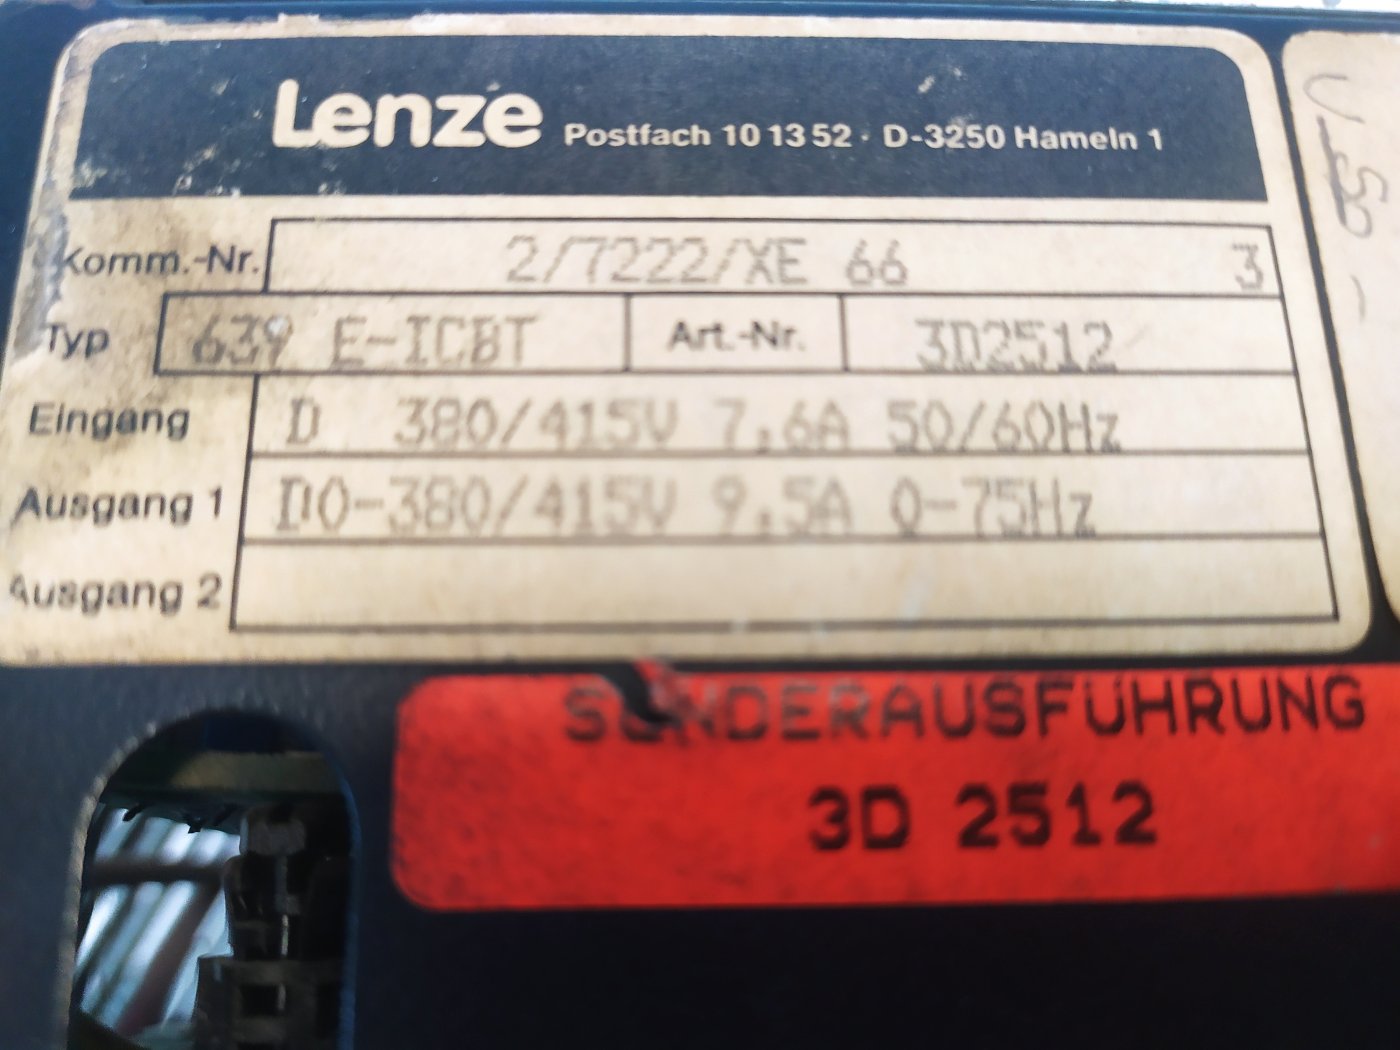 Lenze Postfach 10 13 52 · D-3250 Hameln 1
Komm.-Nr. 2/7222/XE 66 3
Typ 639 E-ICBT Art.-Nr. 3D2512
Eingang D 380/415V 7,6A 50/60Hz
Ausgang 1 D0-380/415V 9,5A 0-75Hz
Ausgang 2
SONDERAUSFÜHRUNG
3D 2512